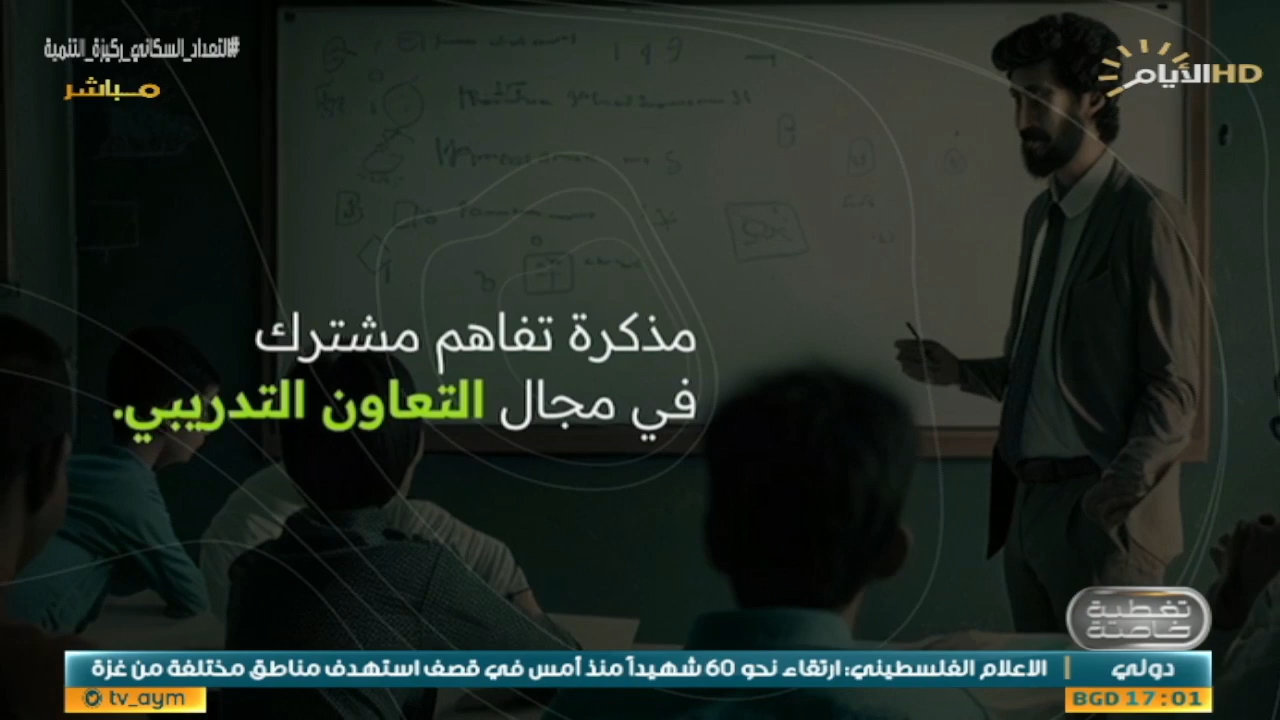 #التعداد_السكاني_ركيزة_التنمية
مباشر
الأيام HD
مذكرة تفاهم مشترك
في مجال التعاون التدريبي.
تغطية
خاصة
دولي | الاعلام الفلسطيني: ارتقاء نحو 60 شهيداً منذ أمس في قصف استهدف مناطق مختلفة من غزة
tv_aym
BGD 17:01